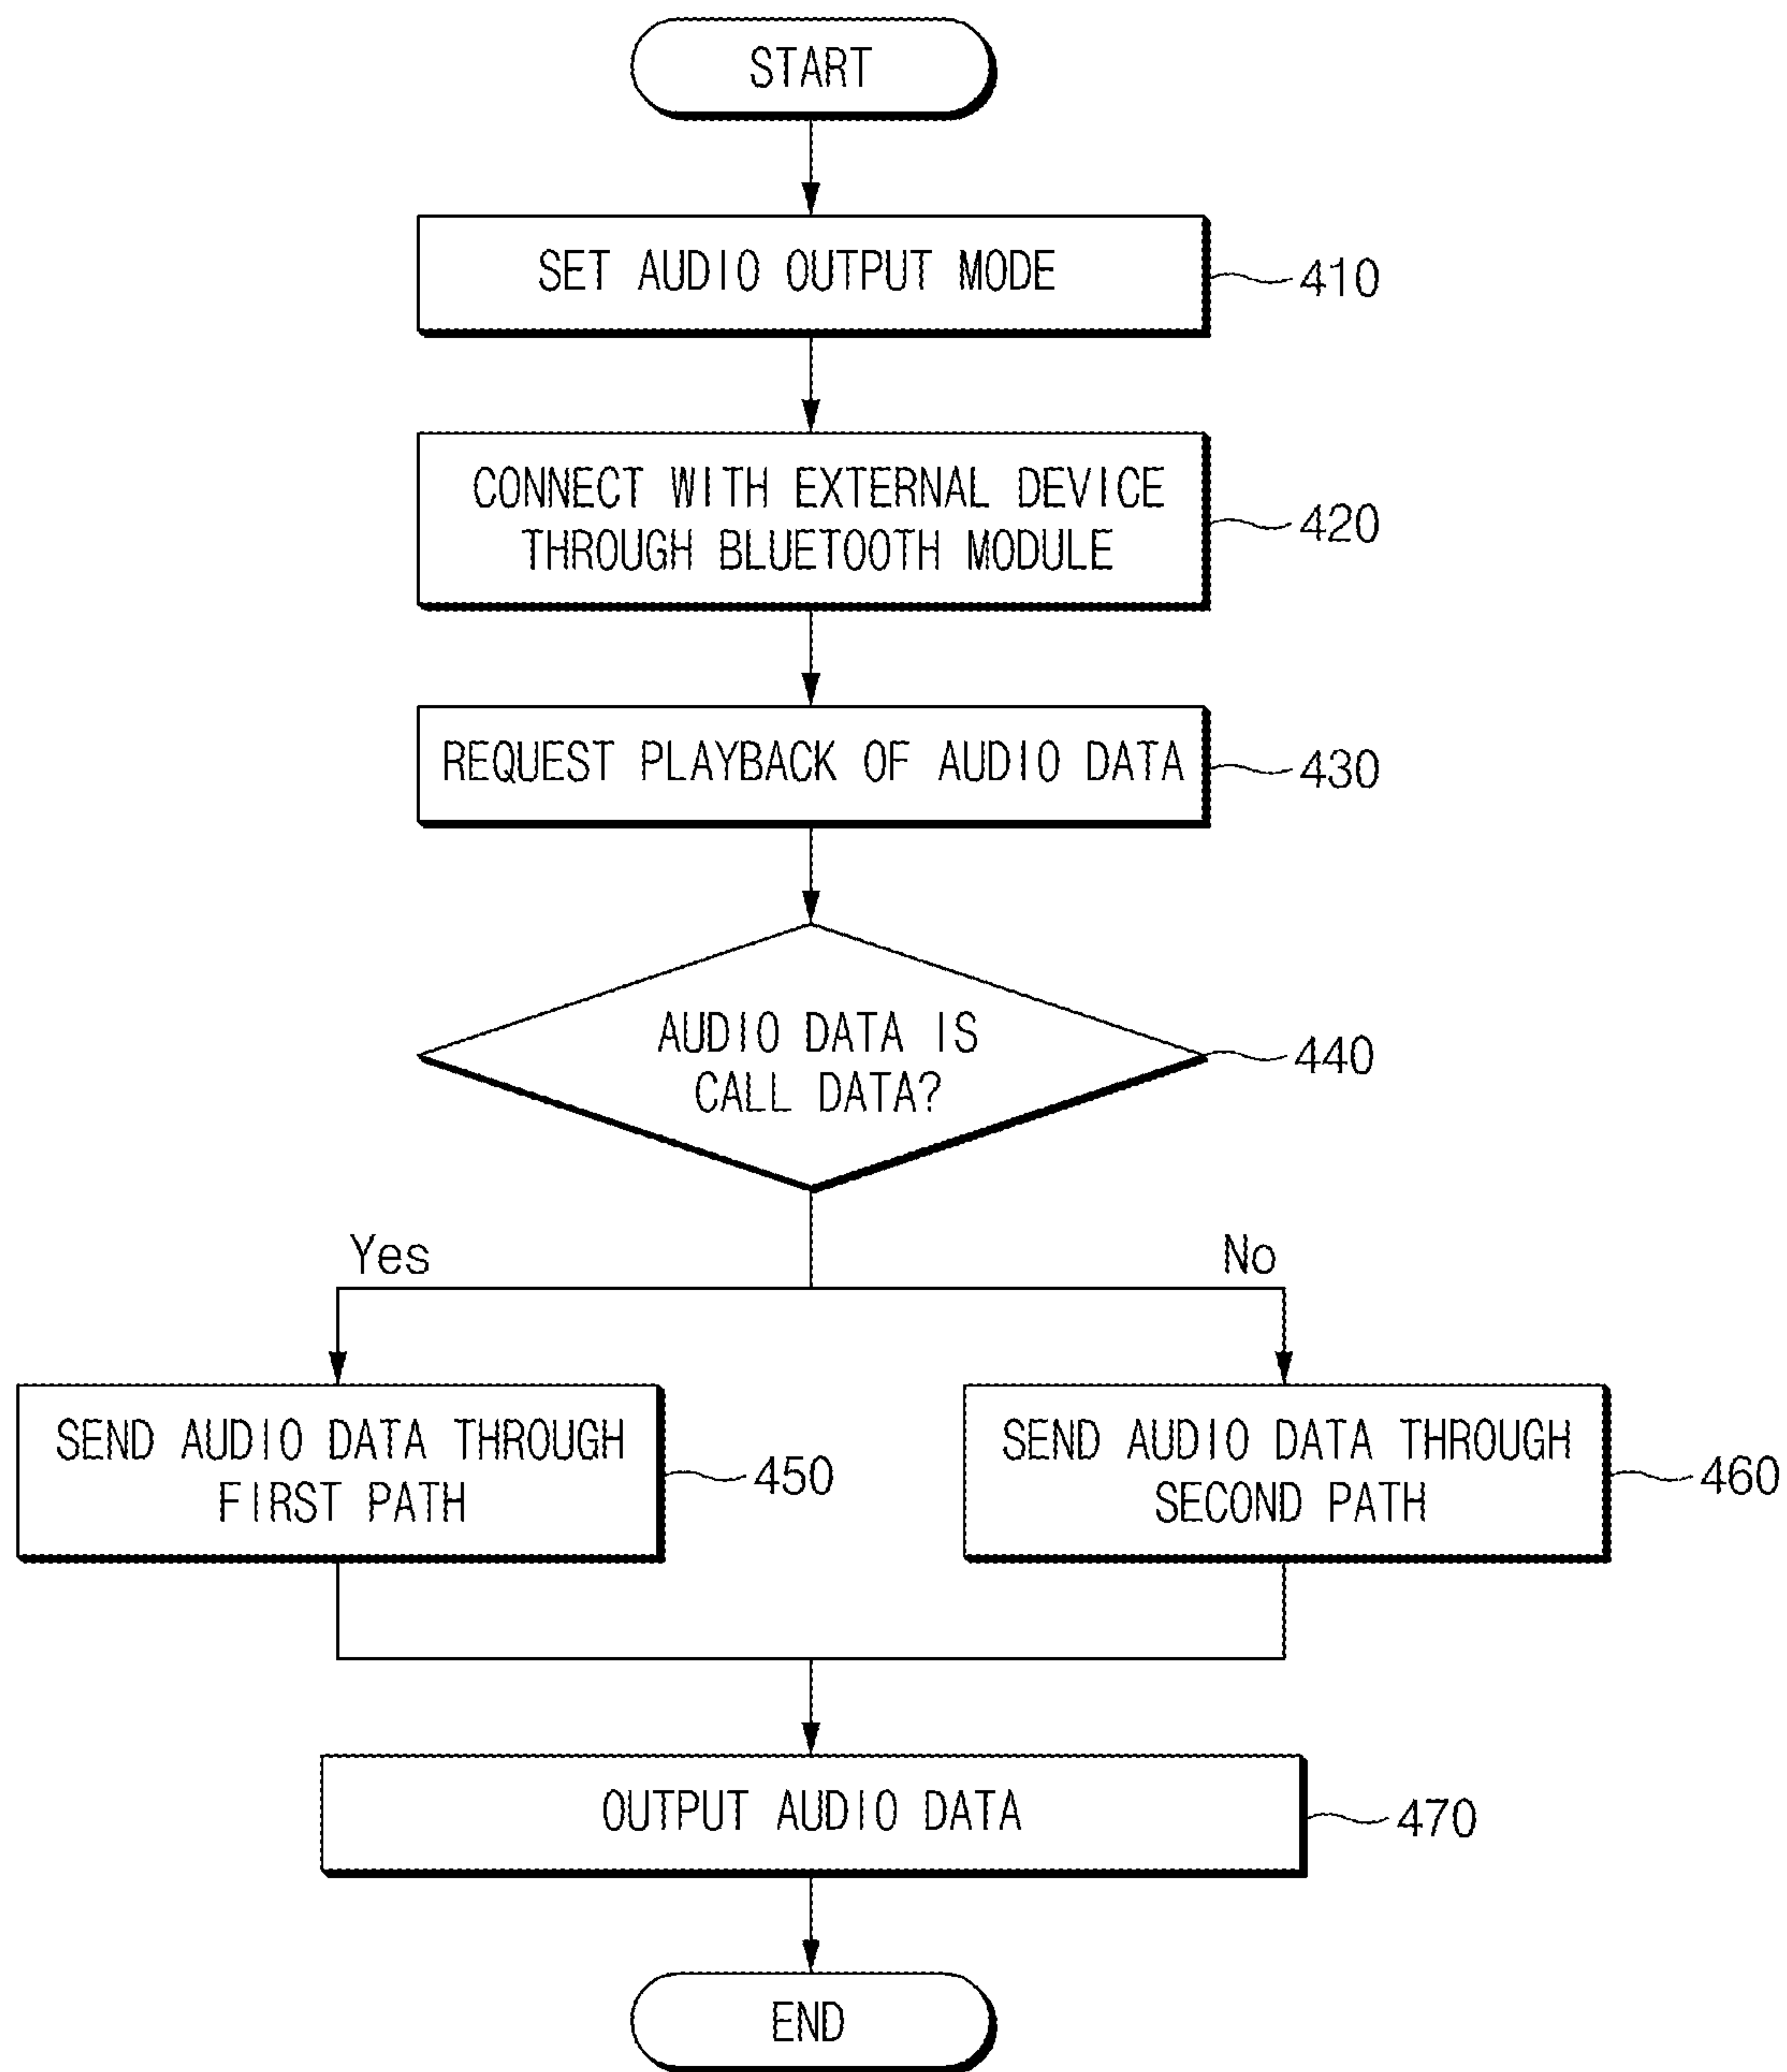 START
SET AUDIO OUTPUT MODE
410
CONNECT WITH EXTERNAL DEVICE
THROUGH BLUETOOTH MODULE
420
REQUEST PLAYBACK OF AUDIO DATA
430
AUDIO DATA IS
CALL DATA?
440
Yes
No
SEND AUDIO DATA THROUGH
FIRST PATH
450
SEND AUDIO DATA THROUGH
SECOND PATH
460
OUTPUT AUDIO DATA
470
END